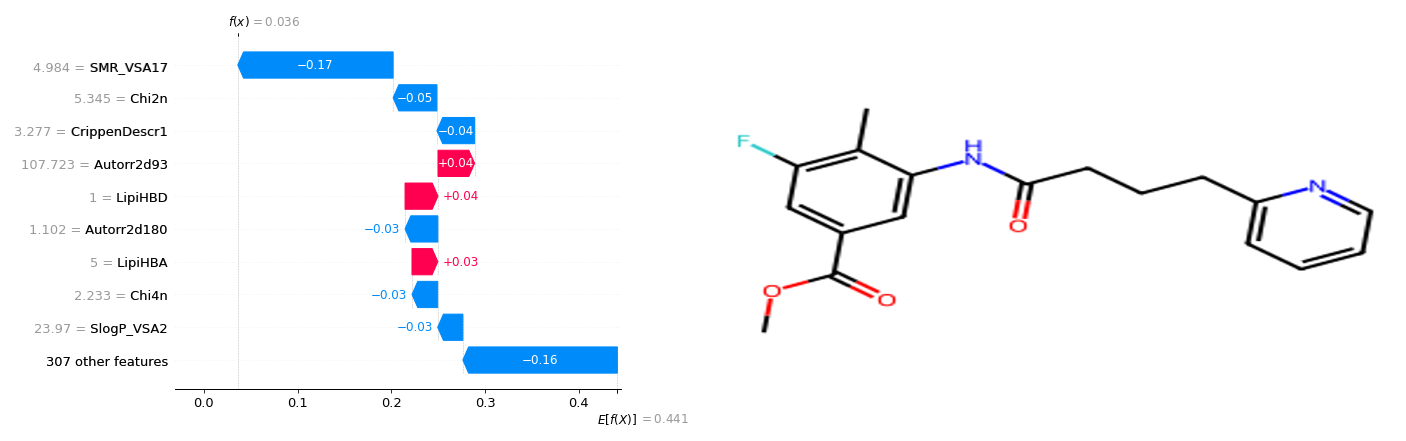 f(x) = 0.036
4.984 = SMR_VSA17
−0.17
5.345 = Chi2n
−0.05
3.277 = CrippenDescr1
−0.04
107.723 = Autorr2d93
+0.04
1 = LipiHBD
+0.04
1.102 = Autorr2d180
−0.03
5 = LipiHBA
+0.03
2.233 = Chi4n
−0.03
23.97 = SlogP_VSA2
−0.03
307 other features
−0.16
0.0 0.1 0.2 0.3 0.4
E[f(X)] = 0.441
F
H
N
O
N
O
O